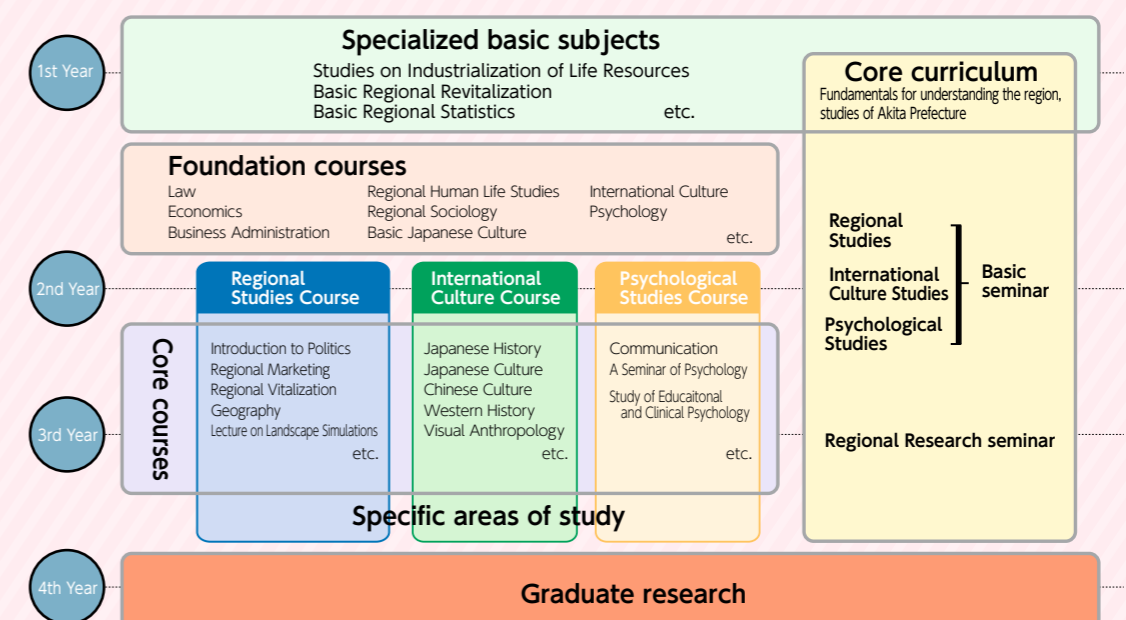 1st Year
Specialized basic subjects
Studies on Industrialization of Life Resources
Basic Regional Revitalization
Basic Regional Statistics
etc.
Core curriculum
Fundamentals for understanding the region,
studies of Akita Prefecture
Foundation courses
Law
Economics
Business Administration
Regional Human Life Studies
Regional Sociology
Basic Japanese Culture
International Culture
Psychology
etc.
Regional
Studies
International
Culture Studies
Psychological
Studies
Basic
seminar
2nd Year
Regional
Studies Course
International
Culture Course
Psychological
Studies Course
Core courses
Introduction to Politics
Regional Marketing
Regional Vitalization
Geography
Lecture on Landscape Simulations
etc.
Japanese History
Japanese Culture
Chinese Culture
Western History
Visual Anthropology
etc.
Communication
A Seminar of Psychology
Study of Educaitonal
and Clinical Psychology
etc.
3rd Year
Regional Research seminar
Specific areas of study
4th Year
Graduate research